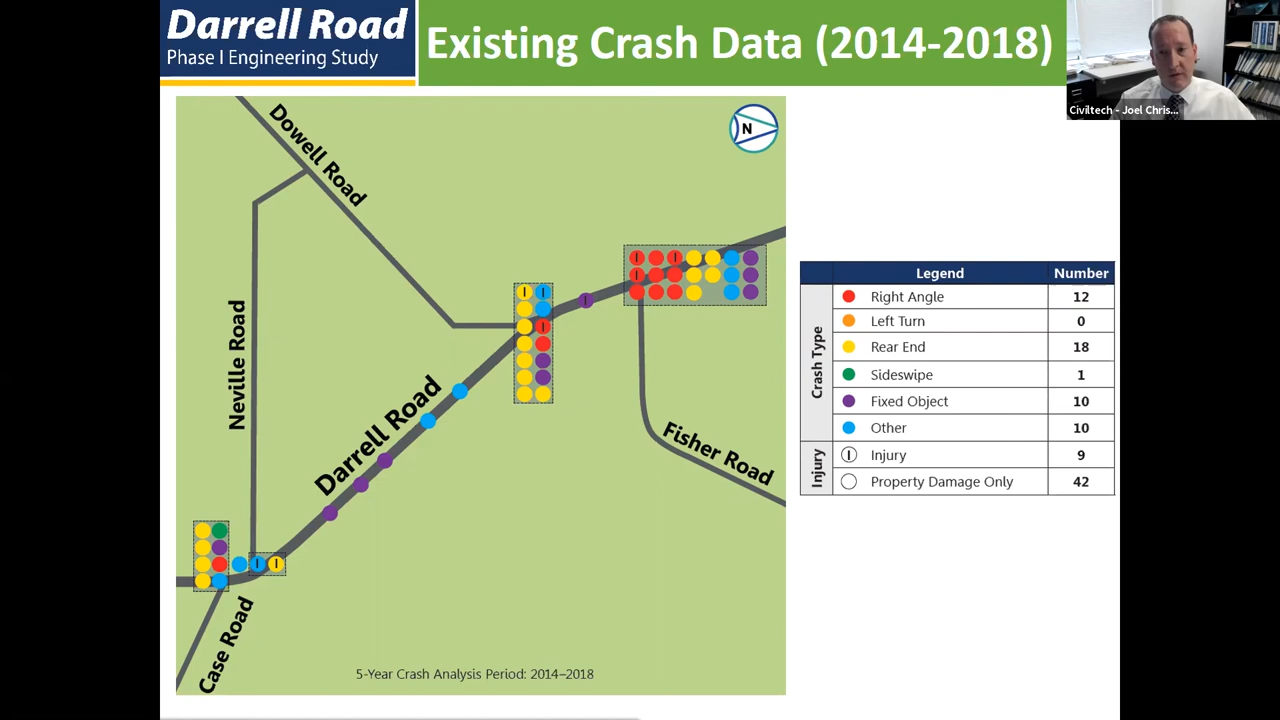 Darrell Road
Phase I Engineering Study
Existing Crash Data (2014-2018)
Civiltech - Joel Chris...
N
Dowell Road
Neville Road
Darrell Road
Fisher Road
Case Road
5-Year Crash Analysis Period: 2014–2018
Legend Number
Crash Type
Right Angle 12
Left Turn 0
Rear End 18
Sideswipe 1
Fixed Object 10
Other 10
Injury
I Injury 9
Property Damage Only 42
I
I
I
I
I
I
I
I
I